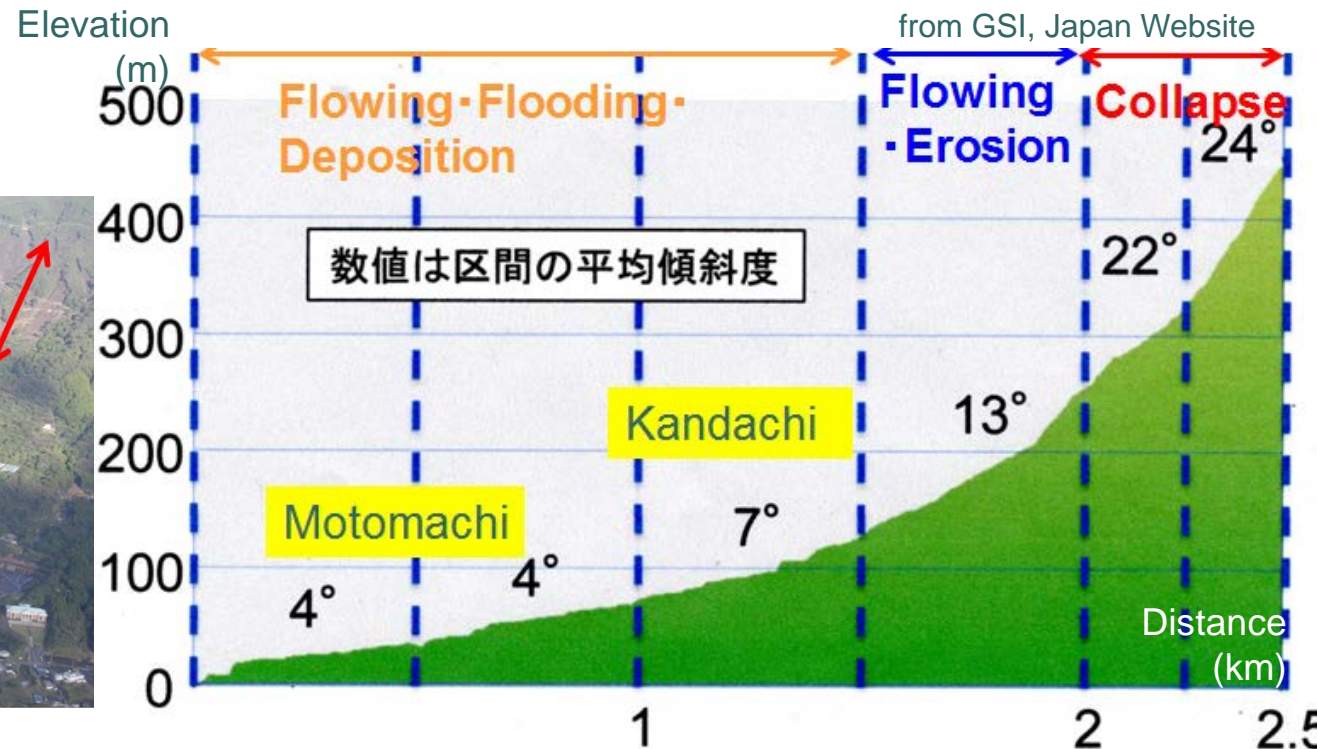 Elevation
(m)
from GSI, Japan Website
Flowing・Flooding・
Deposition
Flowing
・Erosion
Collapse
24°
数値は区間の平均傾斜度
22°
13°
Kandachi
7°
Motomachi
4°
4°
500
400
300
200
100
0
Distance
(km)
1
2
2.5